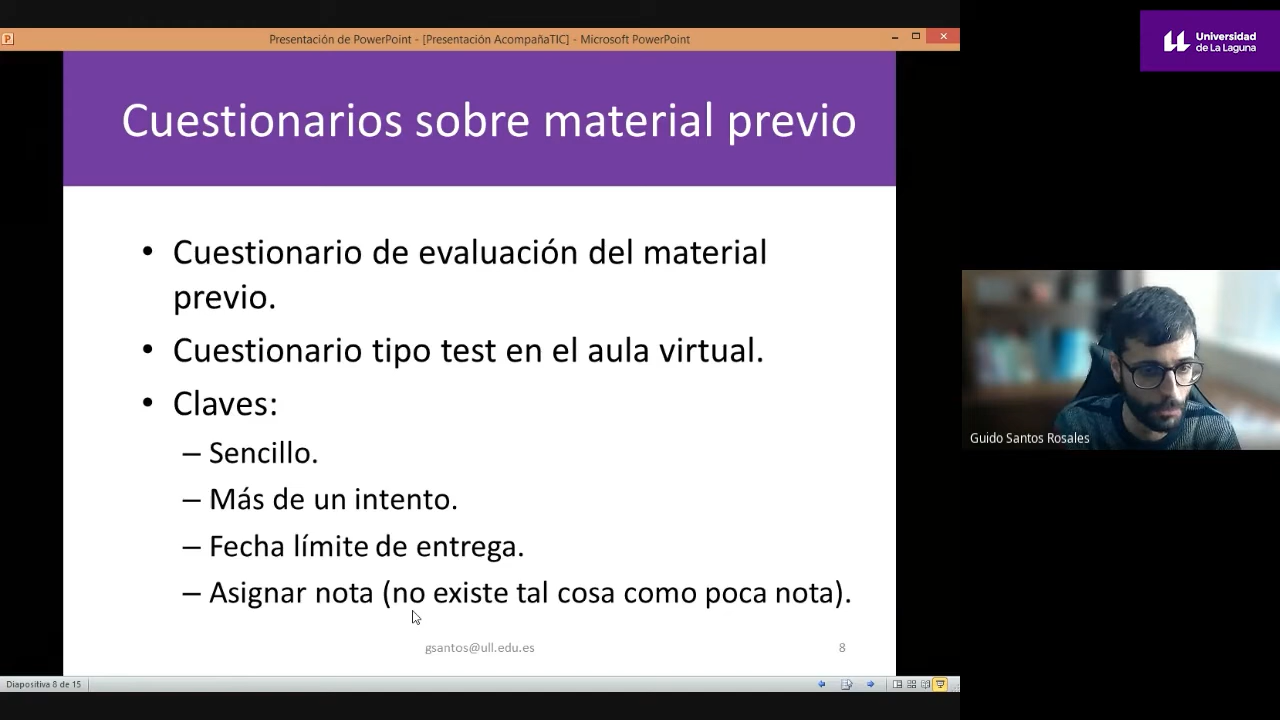 Presentación de PowerPoint - [Presentación AcompañaTIC] - Microsoft PowerPoint
Universidad
de La Laguna
Cuestionarios sobre material previo
• Cuestionario de evaluación del material
previo.
• Cuestionario tipo test en el aula virtual.
• Claves:
– Sencillo.
– Más de un intento.
– Fecha límite de entrega.
– Asignar nota (no existe tal cosa como poca nota).
Guido Santos Rosales
gsantos@ull.edu.es
8
Diapositiva 8 de 15